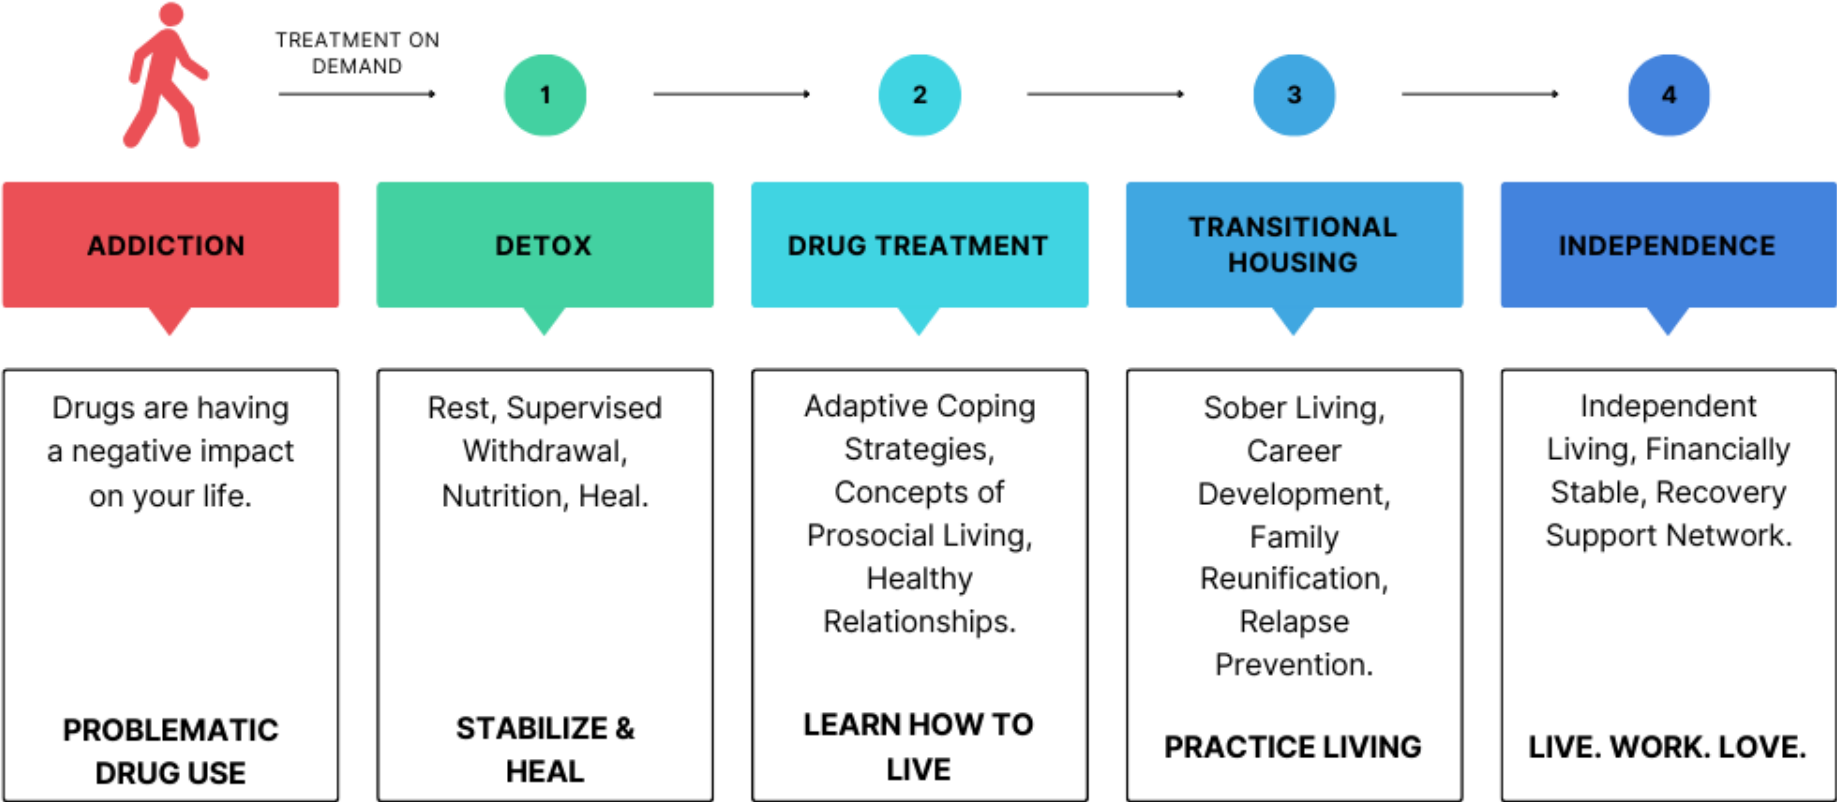 TREATMENT ON
DEMAND
1
2
3
4
ADDICTION
DETOX
DRUG TREATMENT
TRANSITIONAL
HOUSING
INDEPENDENCE
Drugs are having
a negative impact
on your life.
PROBLEMATIC
DRUG USE
Rest, Supervised
Withdrawal,
Nutrition, Heal.
STABILIZE &
HEAL
Adaptive Coping
Strategies,
Concepts of
Prosocial Living,
Healthy
Relationships.
LEARN HOW TO
LIVE
Sober Living,
Career
Development,
Family
Reunification,
Relapse
Prevention.
PRACTICE LIVING
Independent
Living, Financially
Stable, Recovery
Support Network.
LIVE. WORK. LOVE.